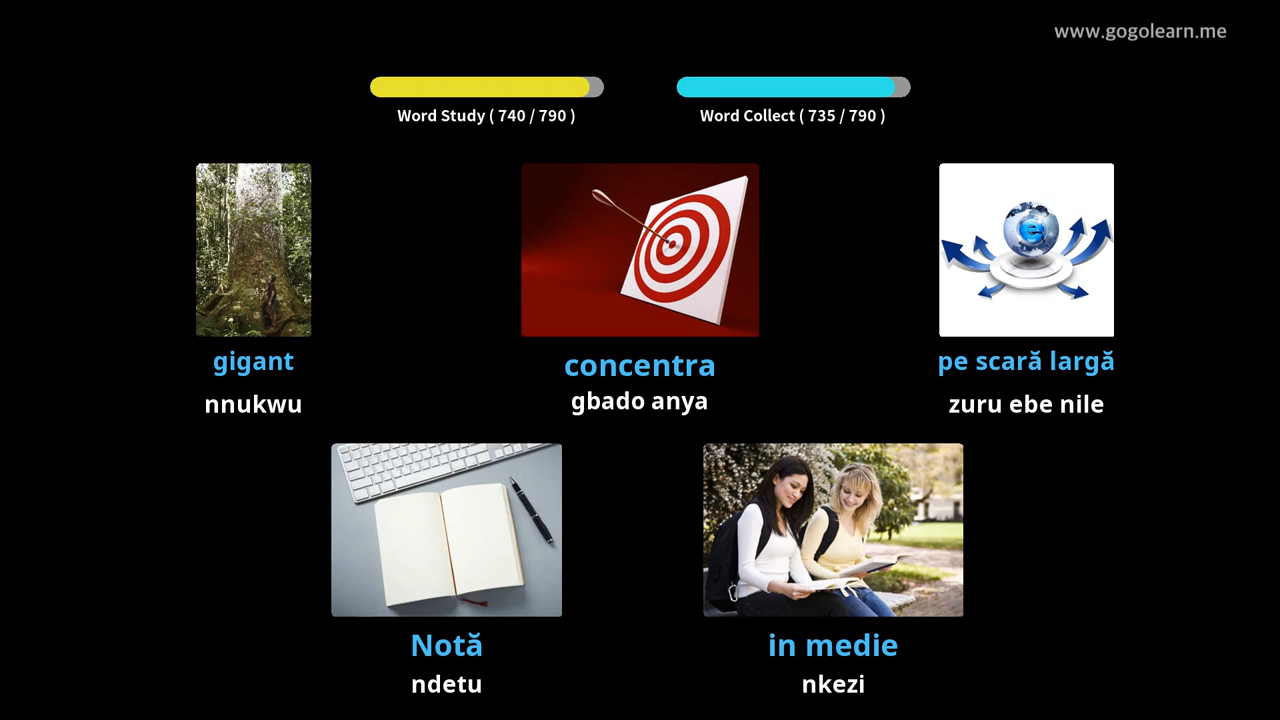 www.gogolearn.me
Word Study ( 740 / 790 )
Word Collect ( 735 / 790 )
e
gigant
nnukwu
concentra
gbado anya
pe scară largă
zuru ebe nile
Notă
ndetu
in medie
nkezi